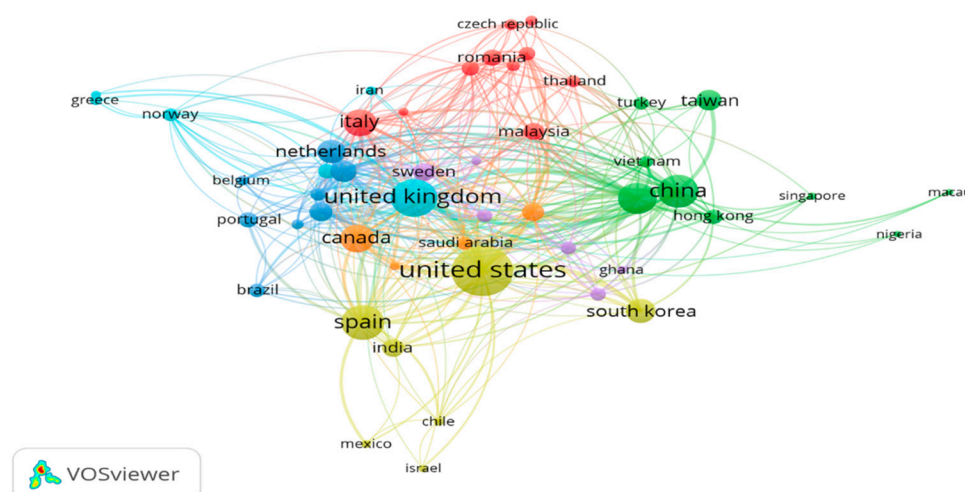 czech republic
romania
thailand
iran
greece
norway
turkey
taiwan
italy
malaysia
netherlands
viet nam
sweden
belgium
china
singapore
macau
united kingdom
portugal
hong kong
nigeria
canada
saudi arabia
united states
ghana
brazil
south korea
spain
india
chile
mexico
israel
VOSviewer